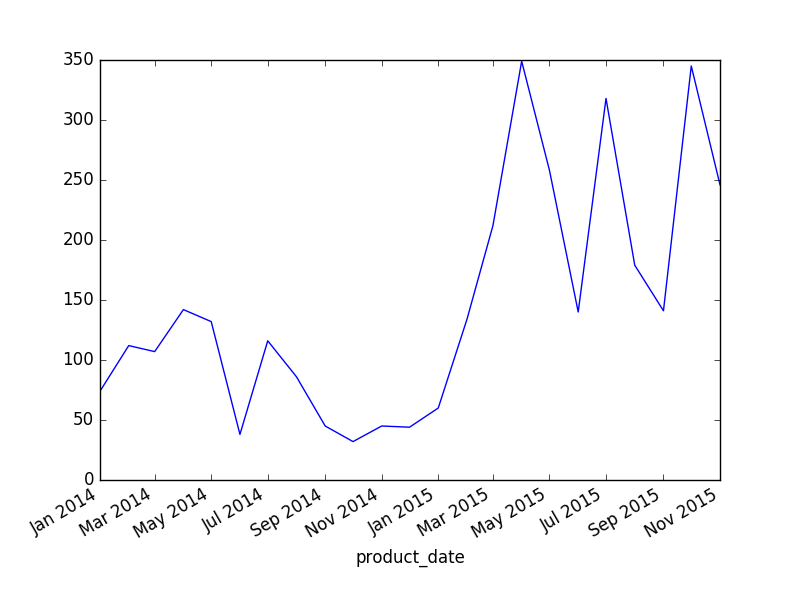 350
300
250
200
150
100
50
0
Jan 2014
Mar 2014
May 2014
Jul 2014
Sep 2014
Nov 2014
Jan 2015
Mar 2015
May 2015
Jul 2015
Sep 2015
Nov 2015
product_date